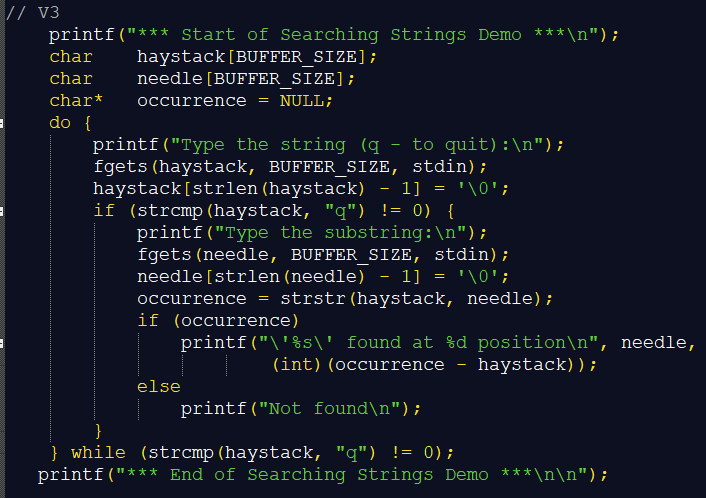 // V3
printf("*** Start of Searching Strings Demo ***\n");
char haystack[BUFFER_SIZE];
char needle[BUFFER_SIZE];
char* occurrence = NULL;
do {
printf("Type the string (q - to quit):\n");
fgets(haystack, BUFFER_SIZE, stdin);
haystack[strlen(haystack) - 1] = '\0';
if (strcmp(haystack, "q") != 0) {
printf("Type the substring:\n");
fgets(needle, BUFFER_SIZE, stdin);
needle[strlen(needle) - 1] = '\0';
occurrence = strstr(haystack, needle);
if (occurrence)
printf("\'%s\' found at %d position\n", needle,
(int)(occurrence - haystack));
else
printf("Not found\n");
}
} while (strcmp(haystack, "q") != 0);
printf("*** End of Searching Strings Demo ***\n\n");